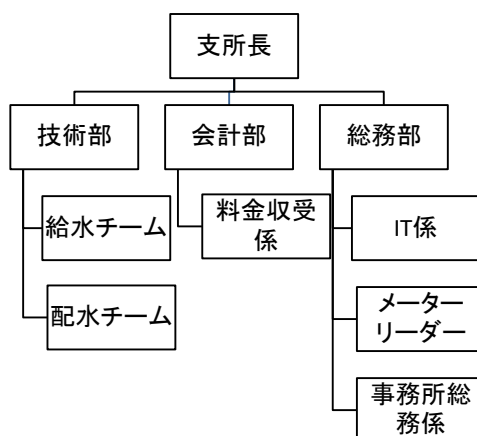 支所長
技術部
会計部
総務部
給水チーム
料金収受
係
IT係
配水チーム
メーター
リーダー
事務所総
務係